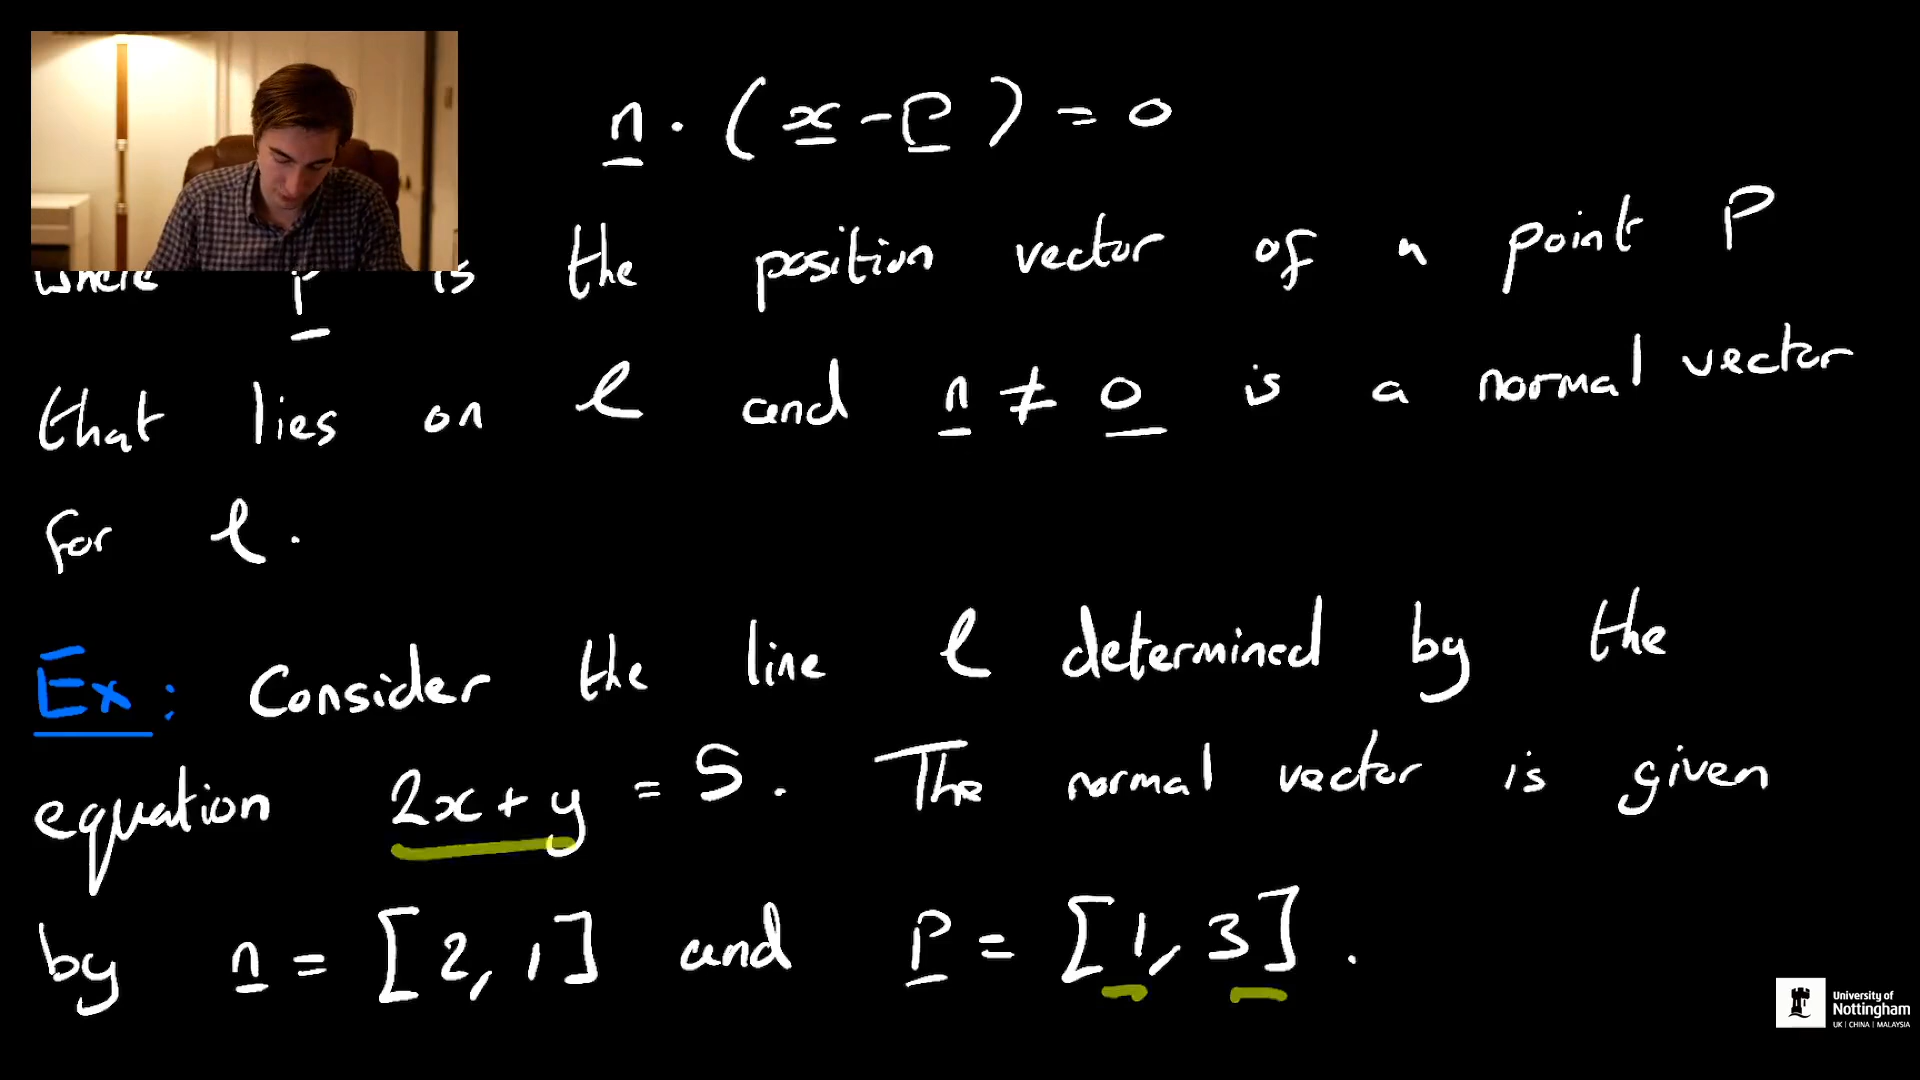 n · (x - p) = 0
where p is the position vector of a point P
that lies on l and n ≠ 0 is a normal vector
for l.
Ex: Consider the line l determined by the
equation 2x + y = 5. The normal vector is given
by n = [2, 1] and p = [1, 3].
University of
Nottingham
UK | CHINA | MALAYSIA